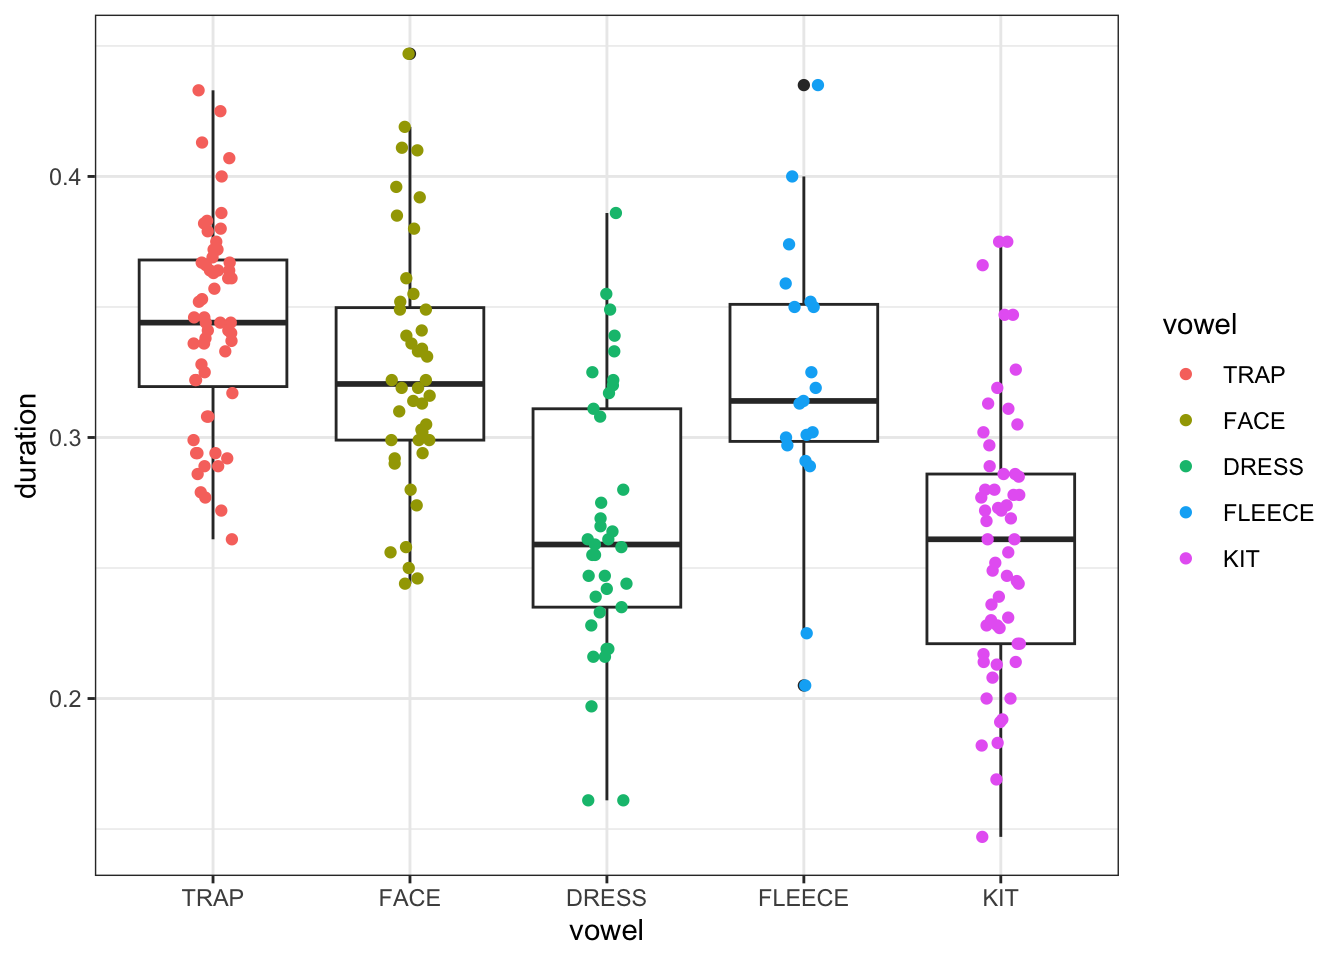 0.4
0.3
0.2
duration
TRAP FACE DRESS FLEECE KIT
vowel
vowel
TRAP
FACE
DRESS
FLEECE
KIT